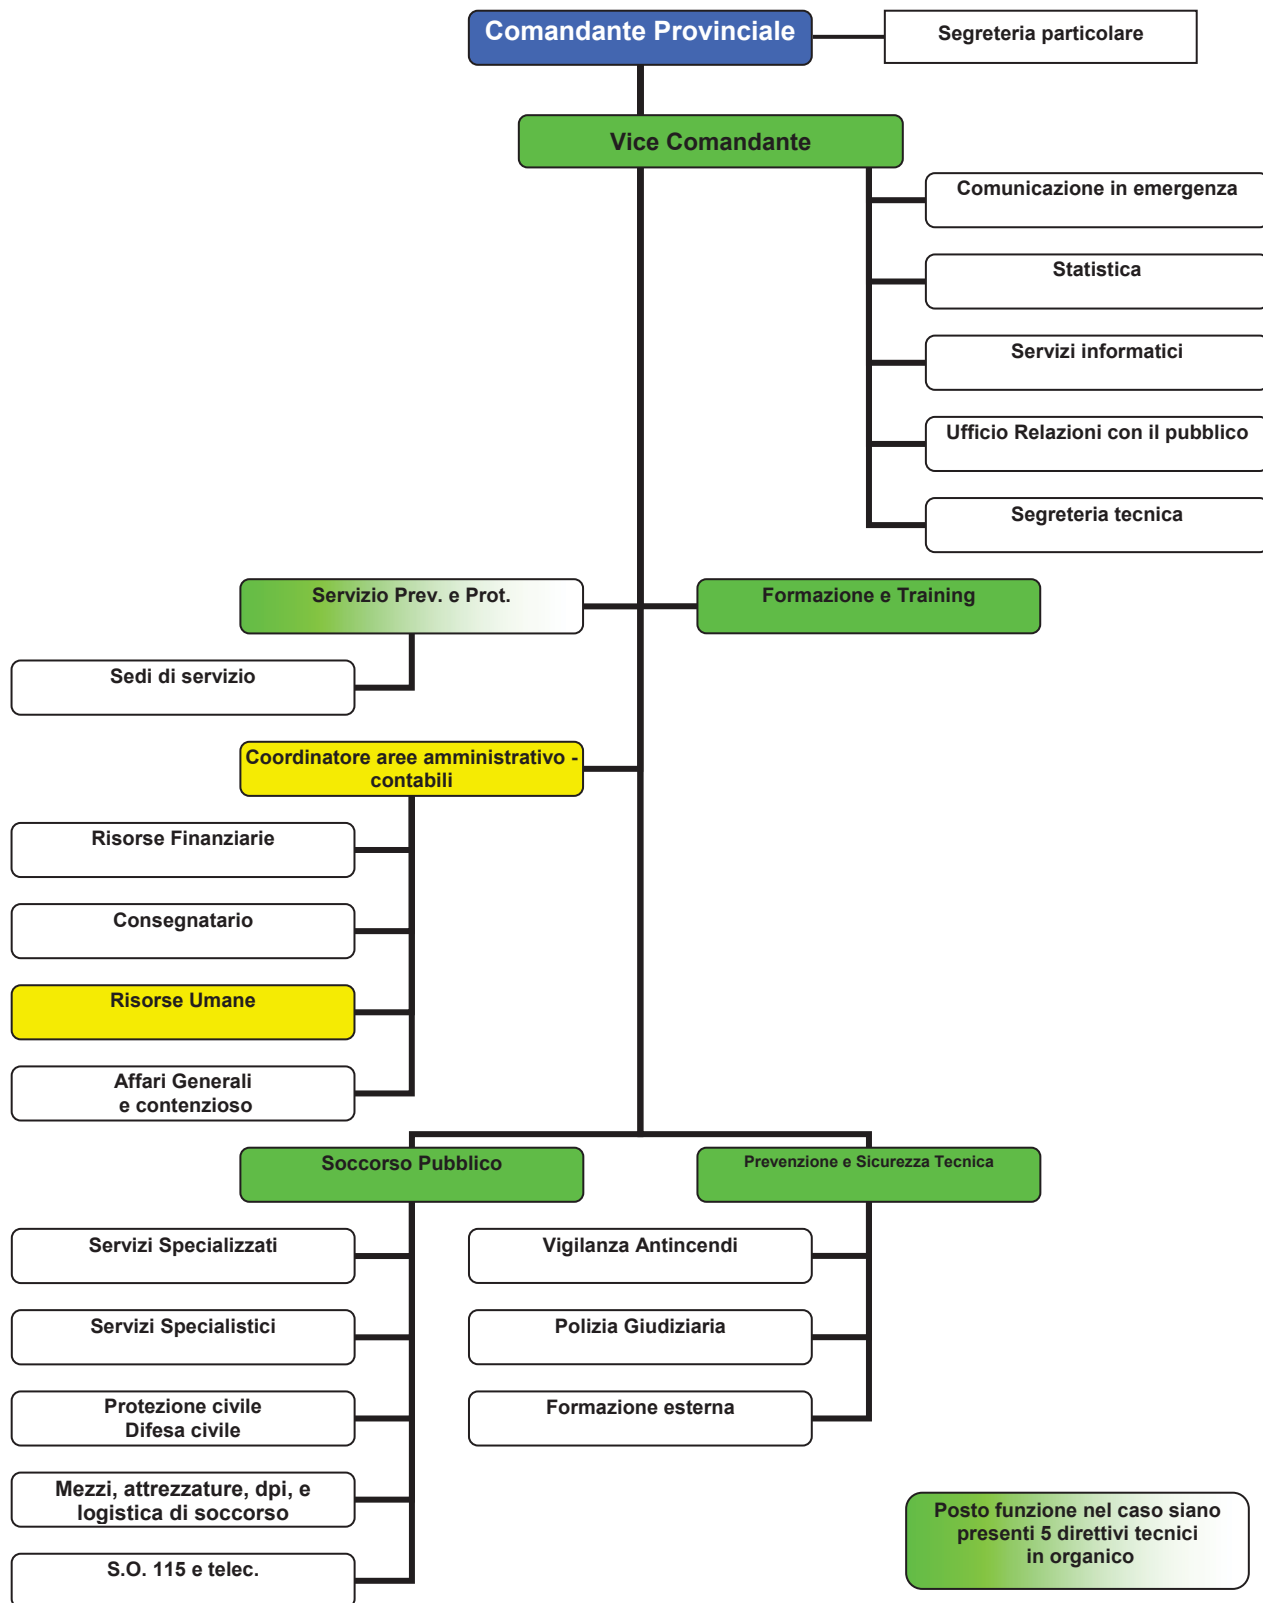 Comandante Provinciale
Segreteria particolare
Vice Comandante
Comunicazione in emergenza
Statistica
Servizi informatici
Ufficio Relazioni con il pubblico
Segreteria tecnica
Servizio Prev. e Prot.
Formazione e Training
Sedi di servizio
Coordinatore aree amministrativo -
contabili
Risorse Finanziarie
Consegnatario
Risorse Umane
Affari Generali
e contenzioso
Soccorso Pubblico
Prevenzione e Sicurezza Tecnica
Servizi Specializzati
Vigilanza Antincendi
Servizi Specialistici
Polizia Giudiziaria
Protezione civile
Difesa civile
Formazione esterna
Mezzi, attrezzature, dpi, e
logistica di soccorso
S.O. 115 e telec.
Posto funzione nel caso siano
presenti 5 direttivi tecnici
in organico